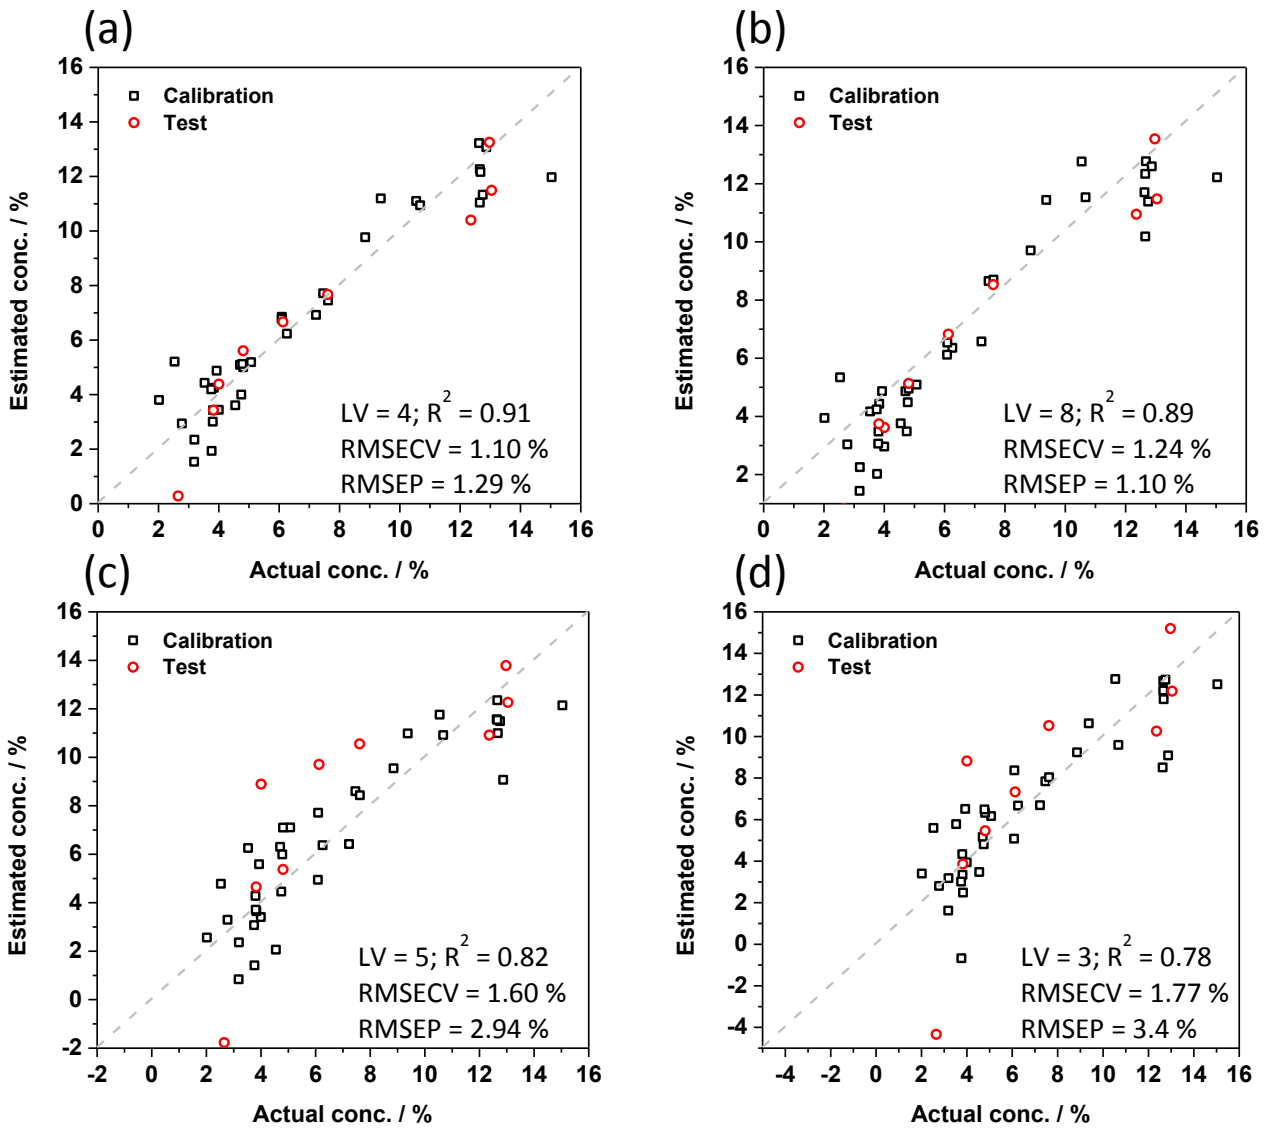 (a)
16
14
12
10
8
6
4
2
0
Estimated conc. / %
Calibration
Test
LV = 4; R² = 0.91
RMSECV = 1.10 %
RMSEP = 1.29 %
0 2 4 6 8 10 12 14 16
Actual conc. / %
(b)
16
14
12
10
8
6
4
2
Estimated conc. / %
Calibration
Test
LV = 8; R² = 0.89
RMSECV = 1.24 %
RMSEP = 1.10 %
0 2 4 6 8 10 12 14 16
Actual conc. / %
(c)
16
14
12
10
8
6
4
2
0
-2
Estimated conc. / %
Calibration
Test
LV = 5; R² = 0.82
RMSECV = 1.60 %
RMSEP = 2.94 %
-2 0 2 4 6 8 10 12 14 16
Actual conc. / %
(d)
16
14
12
10
8
6
4
2
0
-2
-4
Estimated conc. / %
Calibration
Test
LV = 3; R² = 0.78
RMSECV = 1.77 %
RMSEP = 3.4 %
-4 -2 0 2 4 6 8 10 12 14 16
Actual conc. / %